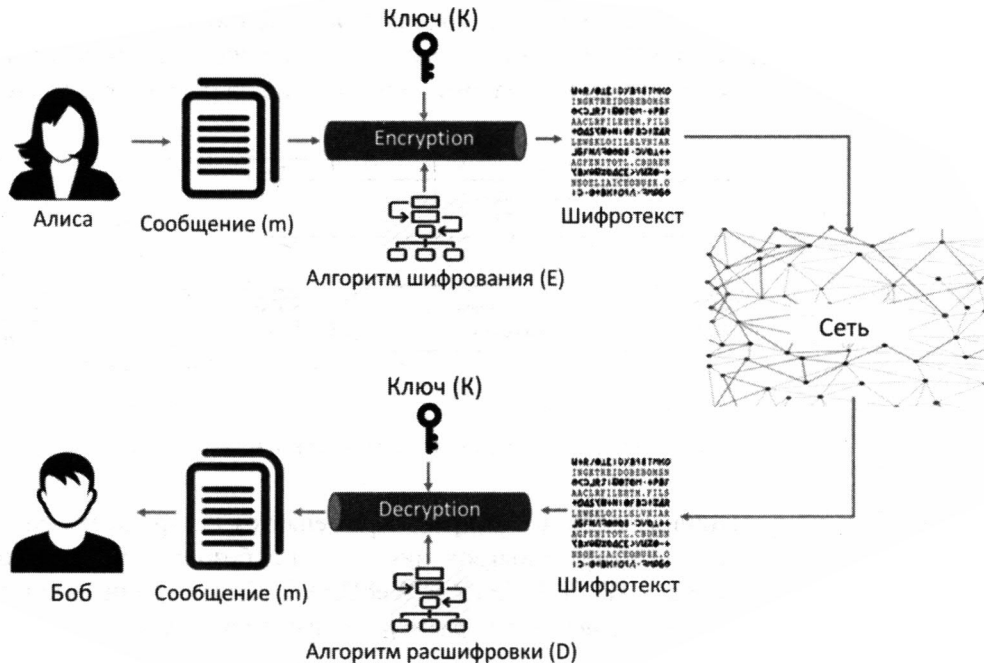 Ключ (K)
Encryption
Алиса
Сообщение (m)
Шифротекст
Алгоритм шифрования (E)
Сеть
Ключ (K)
Decryption
Боб
Сообщение (m)
Шифротекст
Алгоритм расшифровки (D)